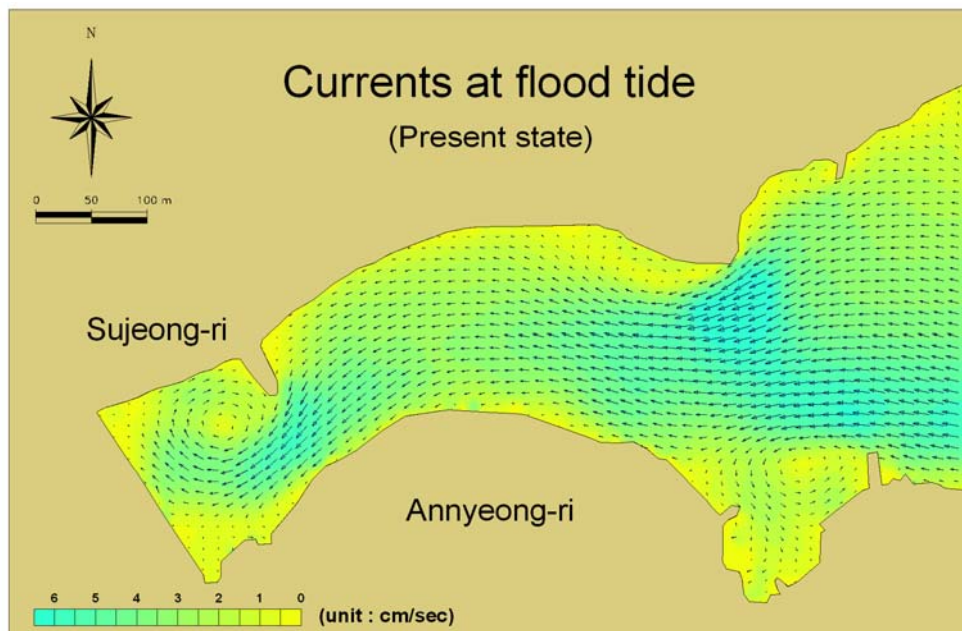 N
Currents at flood tide
(Present state)
0 50 100 m
Sujeong-ri
Annyeong-ri
6 5 4 3 2 1 0
(unit : cm/sec)